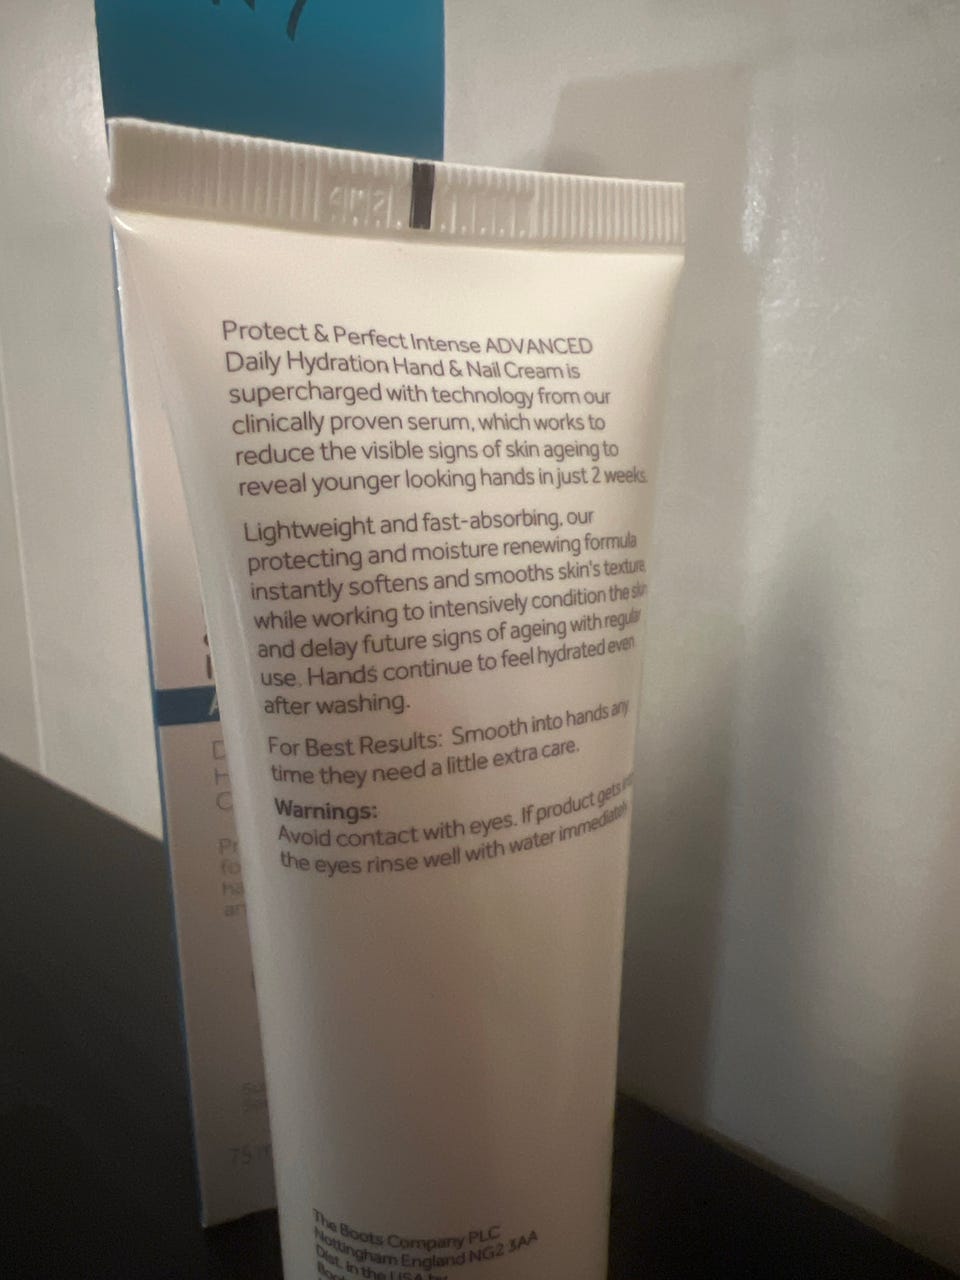 Protect & Perfect Intense ADVANCED
Daily Hydration Hand & Nail Cream is
supercharged with technology from our
clinically proven serum, which works to
reduce the visible signs of skin ageing to
reveal younger looking hands in just 2 weeks.
Lightweight and fast-absorbing, our
protecting and moisture renewing formula
instantly softens and smooths skin's texture,
while working to intensively condition the skin
and delay future signs of ageing with regular
use. Hands continue to feel hydrated even
after washing.
For Best Results: Smooth into hands any
time they need a little extra care.
Warnings:
Avoid contact with eyes. If product gets into
the eyes rinse well with water immediately.
The Boots Company PLC
Nottingham England NG2 3AA
Dist. in the USA by